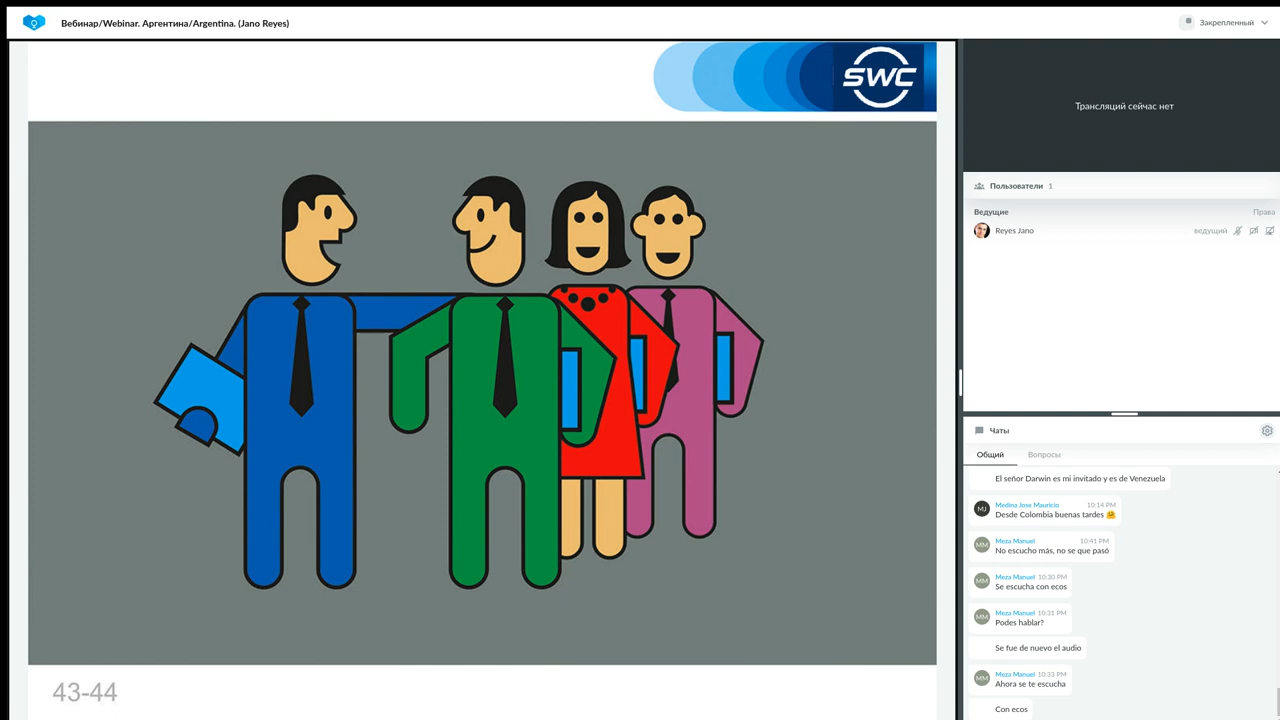 Вебинар/Webinar. Аргентина/Argentina. (Jano Reyes)
Закрепленный
SWC
43-44
Трансляций сейчас нет
Пользователи 1
Ведущие Права
Reyes Jano ведущий
Чаты
Общий Вопросы
El señor Darwin es mi invitado y es de Venezuela
MJ Medina Jose Mauricio 10:14 PM
Desde Colombia buenas tardes 🤗
MM Meza Manuel 10:41 PM
No escucho más, no se que pasó
MM Meza Manuel 10:30 PM
Se escucha con ecos
MM Meza Manuel 10:31 PM
Podes hablar?
Se fue de nuevo el audio
MM Meza Manuel 10:33 PM
Ahora se te escucha
Con ecos